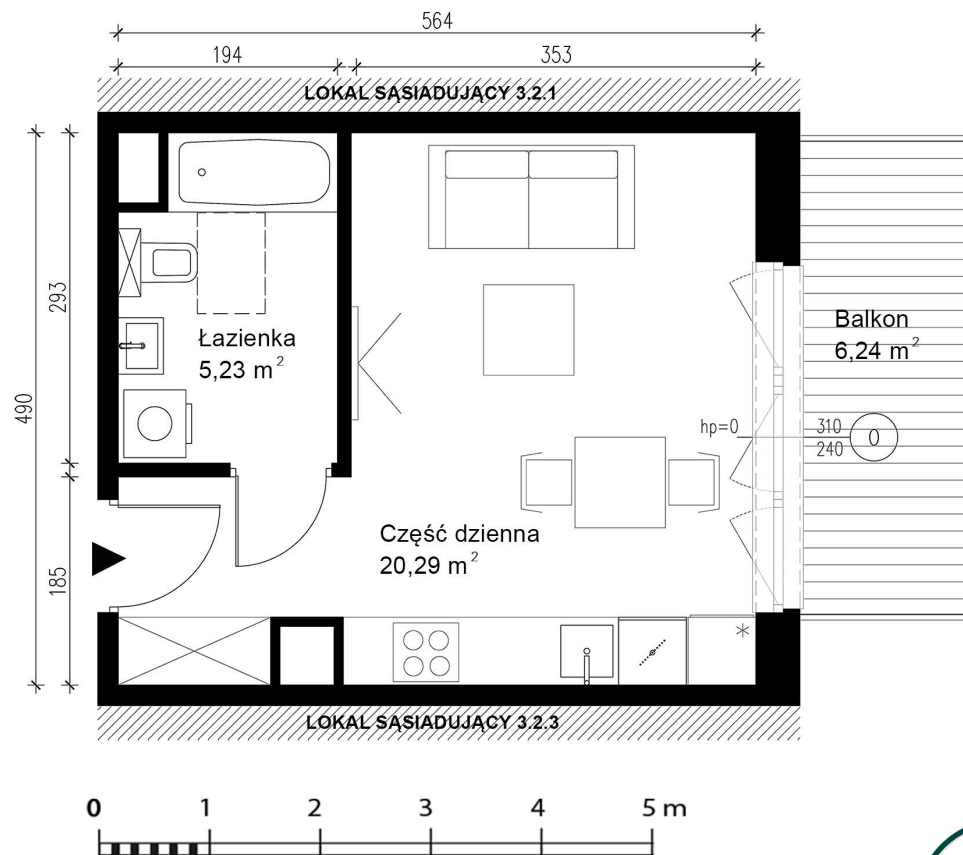 564
194 353
LOKAL SĄSIADUJĄCY 3.2.1
490
293
185
Łazienka
5,23 m²
Balkon
6,24 m²
hp=0 310 0
240
Część dzienna
20,29 m²
*
LOKAL SĄSIADUJĄCY 3.2.3
0 1 2 3 4 5 m